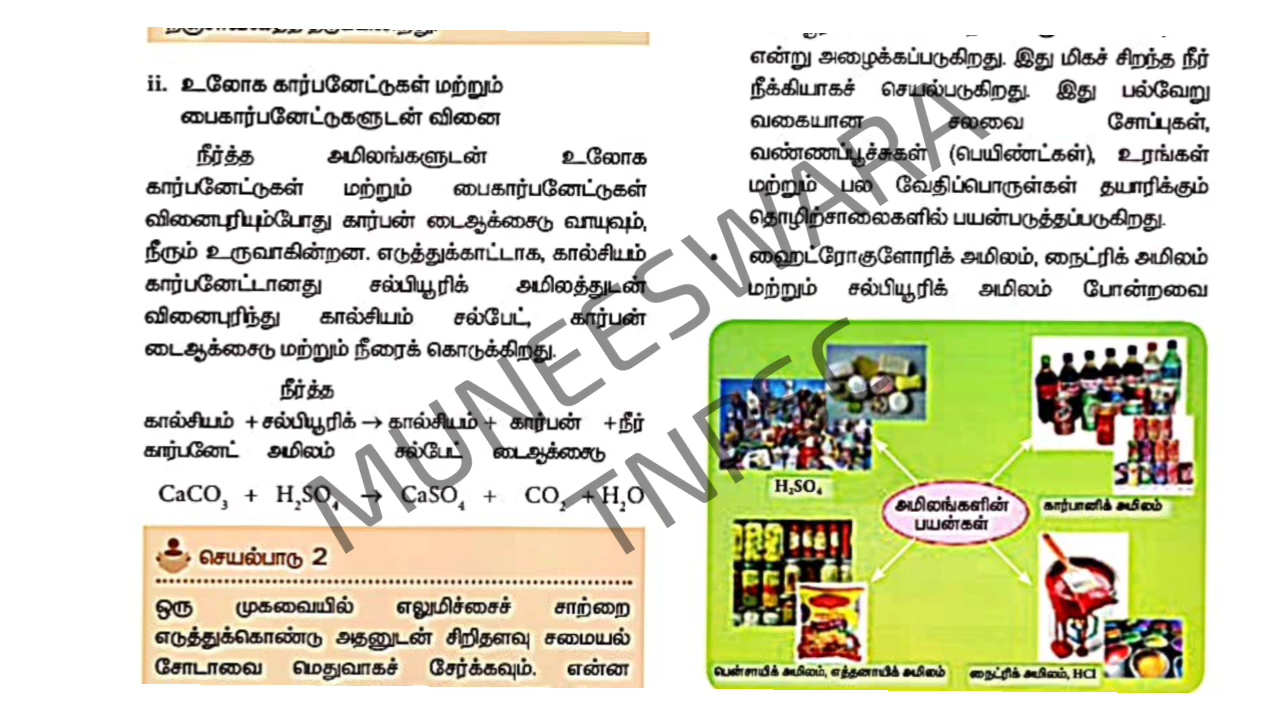 ii. உலோக கார்பனேட்டுகள் மற்றும்
பைகார்பனேட்டுகளுடன் வினை
நீர்த்த அமிலங்களுடன் உலோக
கார்பனேட்டுகள் மற்றும் பைகார்பனேட்டுகள்
வினைபுரியும்போது கார்பன் டைஆக்சைடு வாயுவும்,
நீரும் உருவாகின்றன. எடுத்துக்காட்டாக, கால்சியம்
கார்பனேட்டானது சல்பியூரிக் அமிலத்துடன்
வினைபுரிந்து கால்சியம் சல்பேட், கார்பன்
டைஆக்சைடு மற்றும் நீரைக் கொடுக்கிறது.
நீர்த்த
கால்சியம் + சல்பியூரிக் → கால்சியம் + கார்பன் + நீர்
கார்பனேட் அமிலம் சல்பேட் டைஆக்சைடு
CaCO₃ + H₂SO₄ → CaSO₄ + CO₂ + H₂O
செயல்பாடு 2
ஒரு முகவையில் எலுமிச்சைச் சாற்றை
எடுத்துக்கொண்டு அதனுடன் சிறிதளவு சமையல்
சோடாவை மெதுவாகச் சேர்க்கவும். என்ன
என்று அழைக்கப்படுகிறது. இது மிகச் சிறந்த நீர்
நீக்கியாகச் செயல்படுகிறது. இது பல்வேறு
வகையான சலவை சோப்புகள்,
வண்ணப்பூச்சுகள் (பெயிண்ட்கள்), உரங்கள்
மற்றும் பல வேதிப்பொருள்கள் தயாரிக்கும்
தொழிற்சாலைகளில் பயன்படுத்தப்படுகிறது.
• ஹைட்ரோகுளோரிக் அமிலம், நைட்ரிக் அமிலம்
மற்றும் சல்பியூரிக் அமிலம் போன்றவை
H₂SO₄
கார்பானிக் அமிலம்
அமிலங்களின்
பயன்கள்
பென்சாயிக் அமிலம், எத்தனாயிக் அமிலம்
நைட்ரிக் அமிலம், HCl
MUNEESWARA
TNPSC